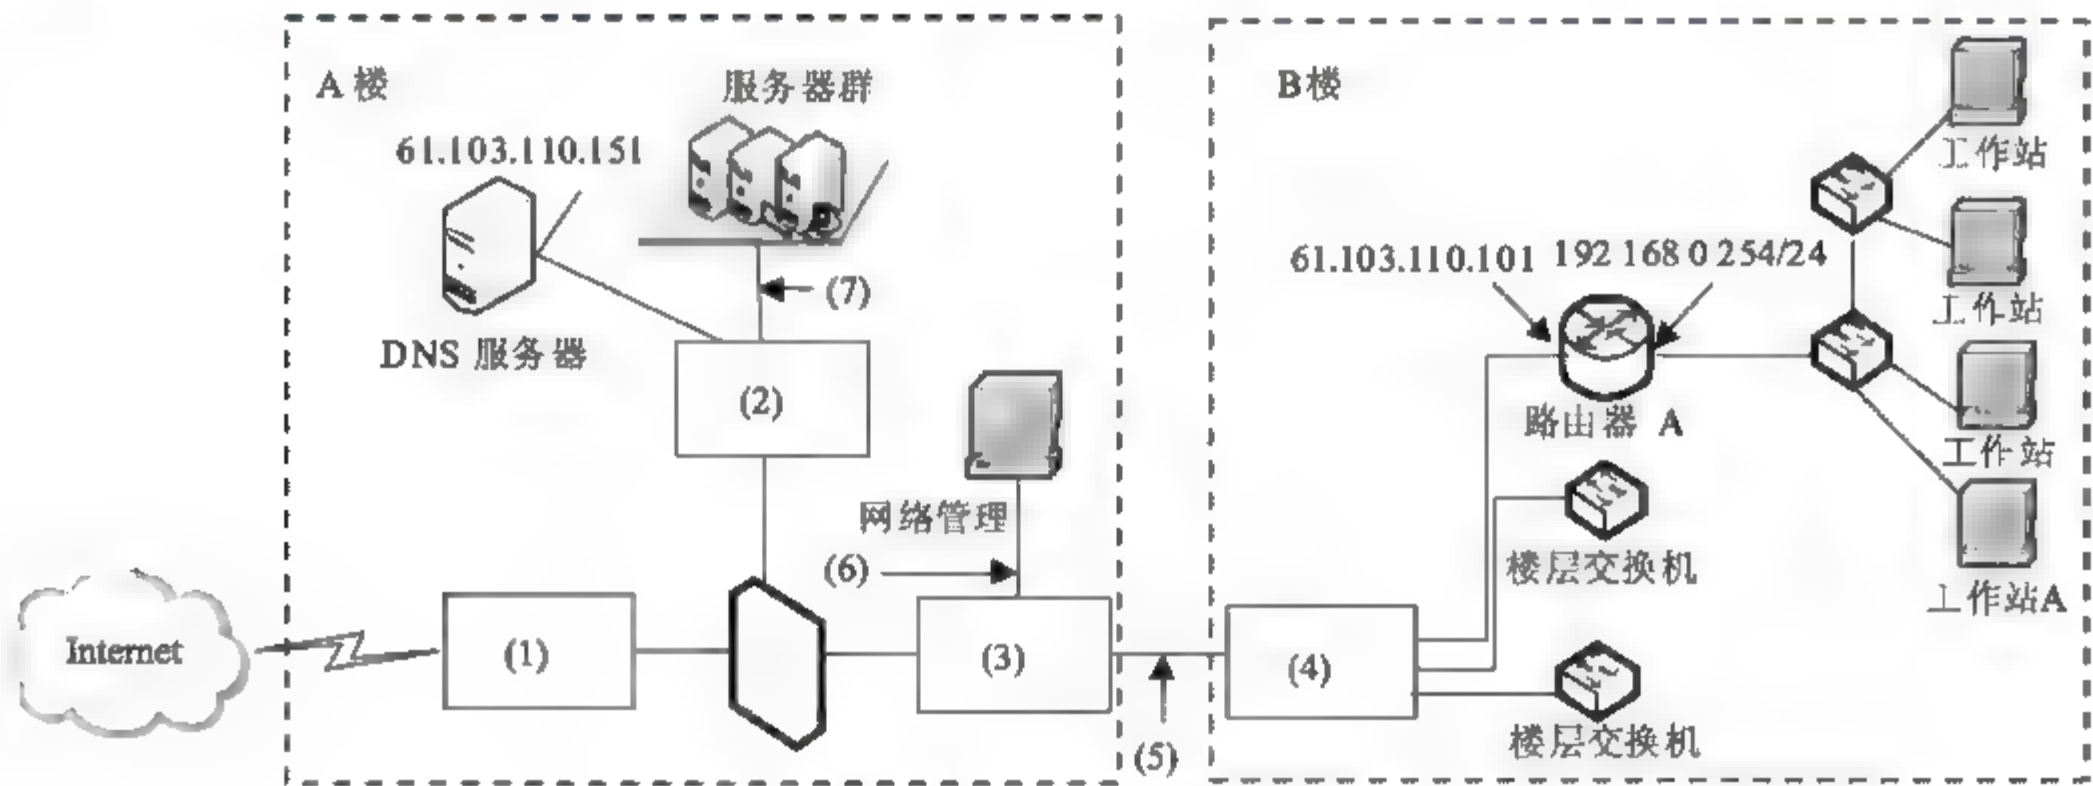 A 楼
服务器群
61.103.110.151
(7)
DNS 服务器
(2)
网络管理
(6)
Internet
(1)
(3)
(5)
B楼
工作站
61.103.110.101
192 168 0 254/24
工作站
路由器 A
工作站
楼层交换机
工作站A
(4)
楼层交换机